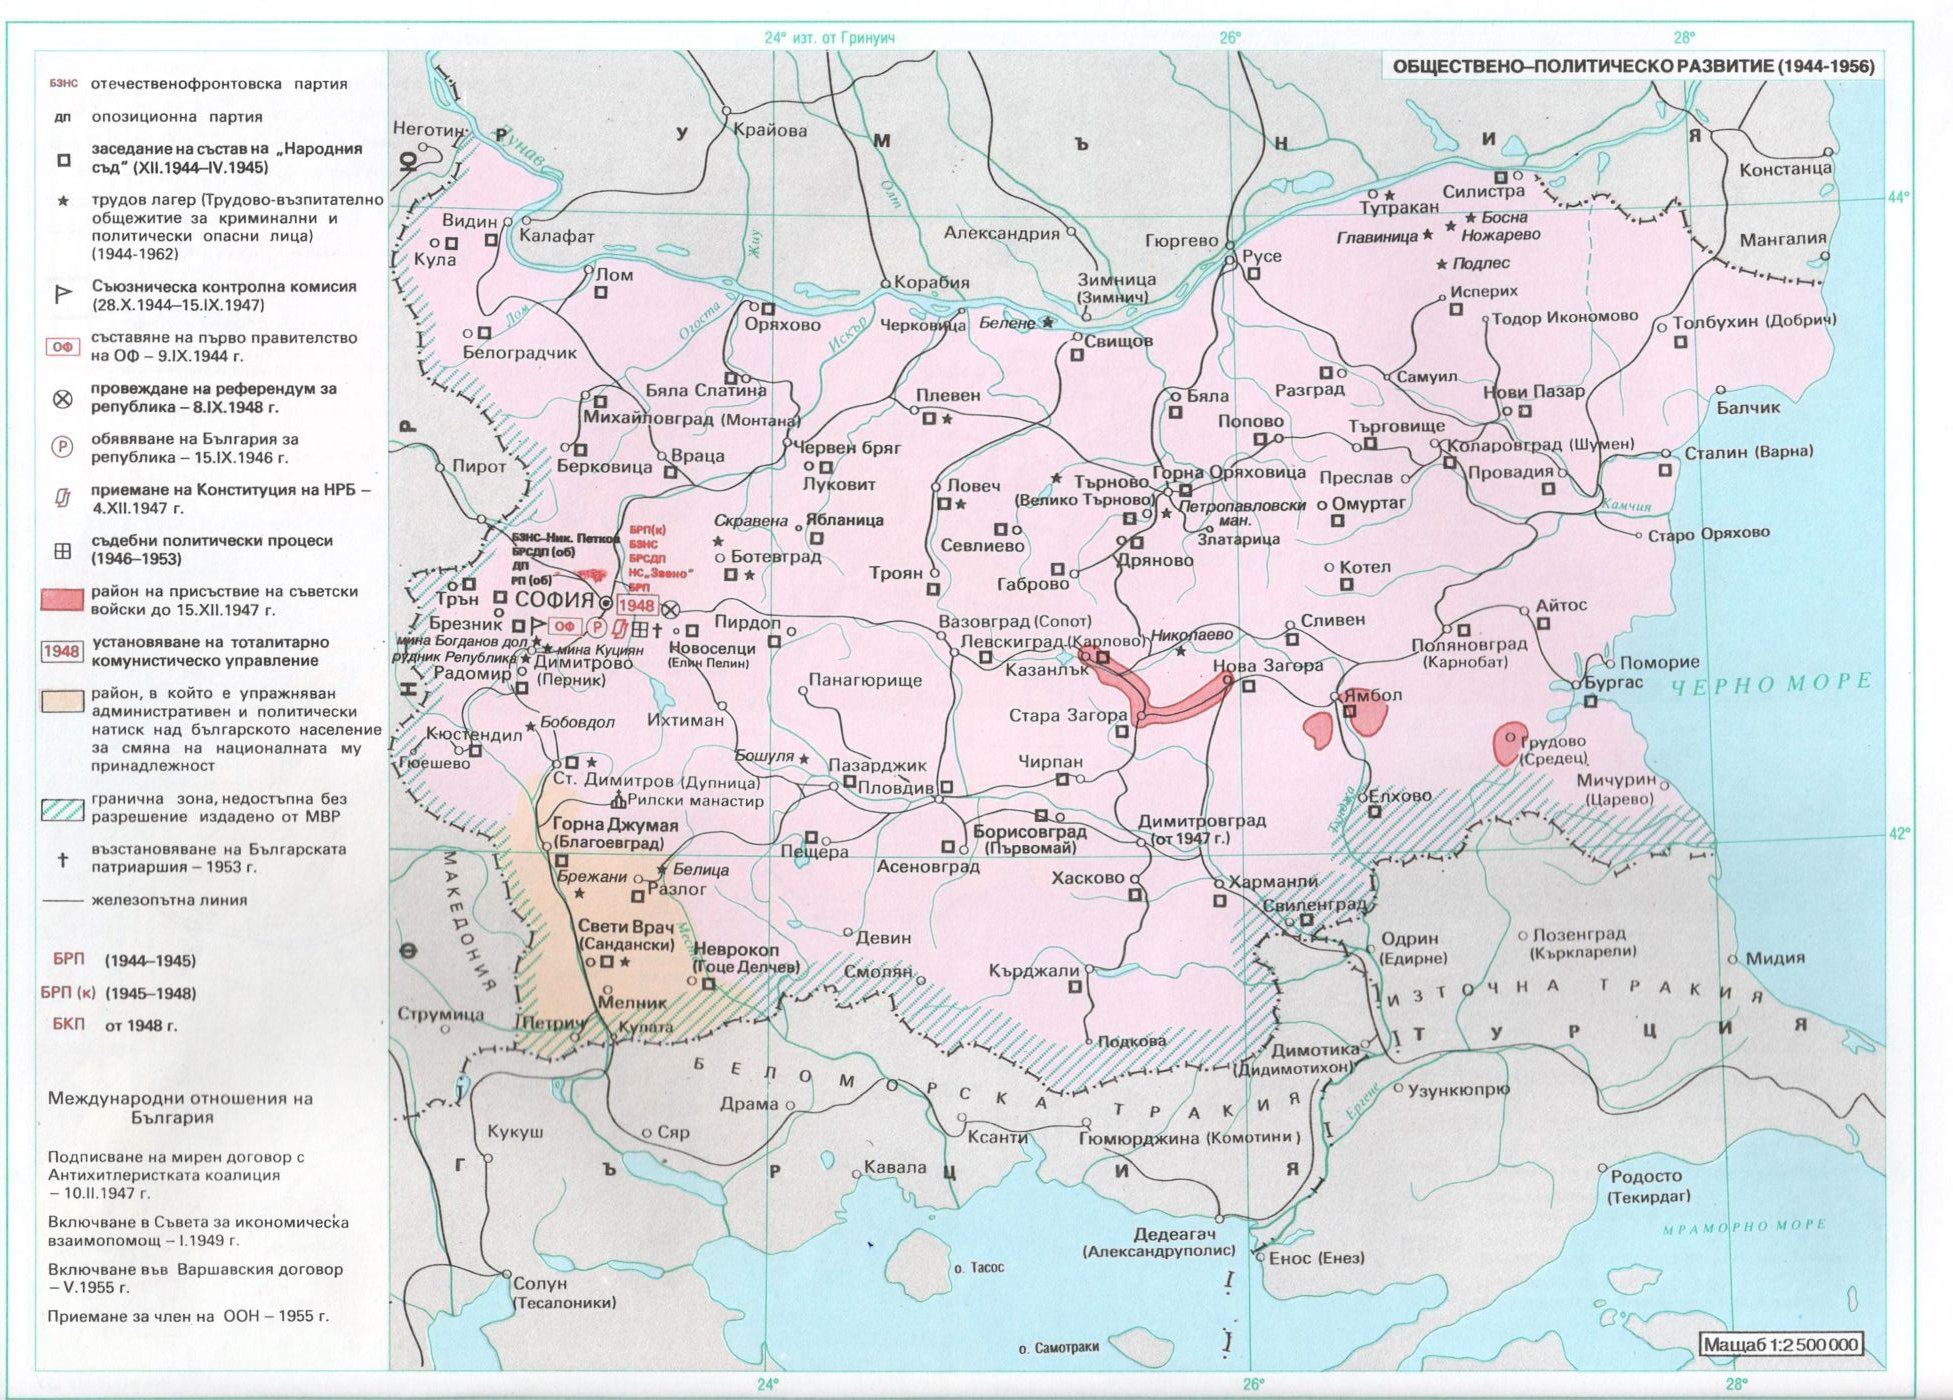 24° изт. от Гринуич
26°
28°
ОБЩЕСТВЕНО–ПОЛИТИЧЕСКО РАЗВИТИЕ (1944-1956)
БЗНС отечественофронтовска партия
ДП опозиционна партия
заседание на състав на „Народния
съд" (XII.1944–IV.1945)
трудов лагер (Трудово-възпитателно
общежитие за криминални и
политически опасни лица)
(1944-1962)
Съюзническа контролна комисия
(28.X.1944–15.IX.1947)
ОФ съставяне на първо правителство
на ОФ – 9.IX.1944 г.
провеждане на референдум за
република – 8.IX.1948 г.
Р обявяване на България за
република – 15.IX.1946 г.
приемане на Конституция на НРБ –
4.XII.1947 г.
съдебни политически процеси
(1946–1953)
район на присъствие на съветски
войски до 15.XII.1947 г.
1948 установяване на тоталитарно
комунистическо управление
район, в който е упражняван
административен и политически
натиск над българското население
за смяна на националната му
принадлежност
гранична зона, недостъпна без
разрешение издадено от МВР
възстановяване на Българската
патриаршия – 1953 г.
железопътна линия
БРП (1944–1945)
БРП (к) (1945–1948)
БКП от 1948 г.
Международни отношения на
България
Подписване на мирен договор с
Антихитлеристката коалиция
– 10.II.1947 г.
Включване в Съвета за икономическа
взаимопомощ – I.1949 г.
Включване във Варшавския договор
– V.1955 г.
Приемане за член на ООН – 1955 г.
Неготин
Р У М Ъ Н И Я
Дунав
Крайова
Констанца
Ю
Силистра
44°
Тутракан
Босна
Видин
Калафат
Жиу
Олт
Александрия
Гюргево
Главиница
Ножарево
Мангалия
Кула
Русе
Подлес
Лом
Корабия
Зимница
(Зимнич)
Исперих
Лом
Огоста
Оряхово
Искър
Черковица
Белене
Тодор Икономово
Толбухин (Добрич)
Белоградчик
Свищов
Бяла Слатина
Плевен
Бяла
Разград
Самуил
Нови Пазар
Балчик
Михайловград (Монтана)
Попово
Търговище
Р
Пирот
Берковица
Враца
Червен бряг
Луковит
Коларовград (Шумен)
Сталин (Варна)
Ловеч
Търново
(Велико Търново)
Горна Оряховица
Преслав
Провадия
Петропавловски
ман.
Омуртаг
Камчия
Скравена
Ябланица
Севлиево
Златарица
Старо Оряхово
БЗНС–Ник. Петков
БРСДП (об)
ДП
РП (об)
БРП(к)
БЗНС
БРСДП
НС„Звено"
БРП
Ботевград
Троян
Габрово
Дряново
Котел
Трън
СОФИЯ
1948
Айтос
Брезник
ОФ
Р
Новоселци
(Елин Пелин)
Пирдоп
Вазовград (Сопот)
Левскиград (Карлово)
Николаево
Сливен
Поляновград
(Карнобат)
мина Богданов дол
мина Куциян
рудник Република
Димитрово
(Перник)
Радомир
Казанлък
Нова Загора
Поморие
Бургас
ЧЕРНО МОРЕ
Н
Панагюрище
Ихтиман
Стара Загора
Ямбол
Бобовдол
Кюстендил
Гюешево
Грудово
(Средец)
Мичурин
(Царево)
Бошуля
Пазарджик
Чирпан
Ст. Димитров (Дупница)
Пловдив
Рилски манастир
Елхово
Тунджа
Горна Джумая
(Благоевград)
Борисовград
(Първомай)
Димитровград
(от 1947 г.)
42°
Пещера
Асеновград
МАКЕДОНИЯ
Брежани
Белица
Разлог
Хасково
Харманли
Свиленград
Свети Врач
(Сандански)
Места
Неврокоп
(Гоце Делчев)
Девин
Смолян
Кърджали
Одрин
(Едирне)
Лозенград
(Къркларели)
Мидия
Ф
Мелник
Струмица
Петрич
Кулата
Подкова
ИЗТОЧНА ТРАКИЯ
ТУРЦИЯ
Димотика
(Дидимотихон)
БЕЛОМОРСКА ТРАКИЯ
Драма
Узункюпрю
Ергене
Кукуш
Сяр
Ксанти
Гюмюрджина (Комотини)
ГЪРЦИЯ
Кавала
Родосто
(Текирдаг)
МРАМОРНО МОРЕ
Дедеагач
(Александруполис)
Енос (Енез)
Солун
(Тесалоники)
о. Тасос
о. Самотраки
Мащаб 1:2 500 000
24°
26°
28°